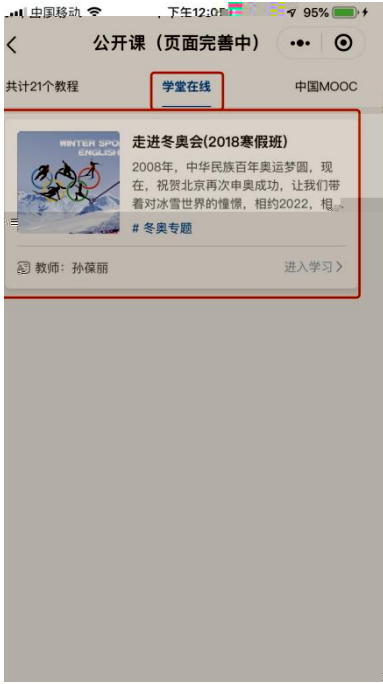 中国移动 下午12:0 95%
公开课（页面完善中）
共计21个教程 学堂在线 中国MOOC
WINTER SPO
ENGLISH
走进冬奥会(2018寒假班)
2008年，中华民族百年奥运梦圆，现
在，祝贺北京再次申奥成功，让我们带
着对冰雪世界的憧憬，相约2022，相...
# 冬奥专题
教师：孙葆丽 进入学习